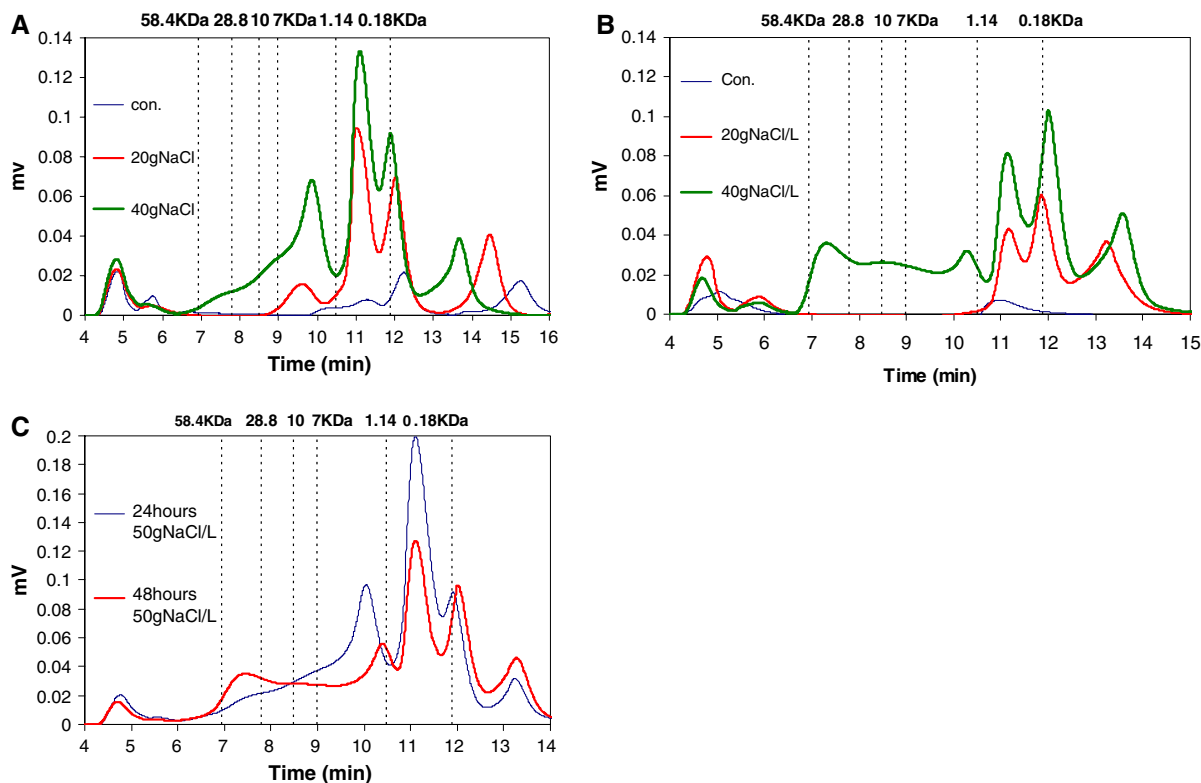 A
58.4KDa 28.8 10 7KDa 1.14 0.18KDa
0.14
0.12
0.1
0.08
0.06
0.04
0.02
0
mv
con.
20gNaCl
40gNaCl
4 5 6 7 8 9 10 11 12 13 14 15 16
Time (min)
B
58.4KDa 28.8 10 7KDa 1.14 0.18KDa
0.14
0.12
0.1
0.08
0.06
0.04
0.02
0
mV
Con.
20gNaCl/L
40gNaCl/L
4 5 6 7 8 9 10 11 12 13 14 15
Time (min)
C
58.4KDa 28.8 10 7KDa 1.14 0.18KDa
0.2
0.18
0.16
0.14
0.12
0.1
0.08
0.06
0.04
0.02
0
mV
24hours
50gNaCl/L
48hours
50gNaCl/L
4 5 6 7 8 9 10 11 12 13 14
Time (min)